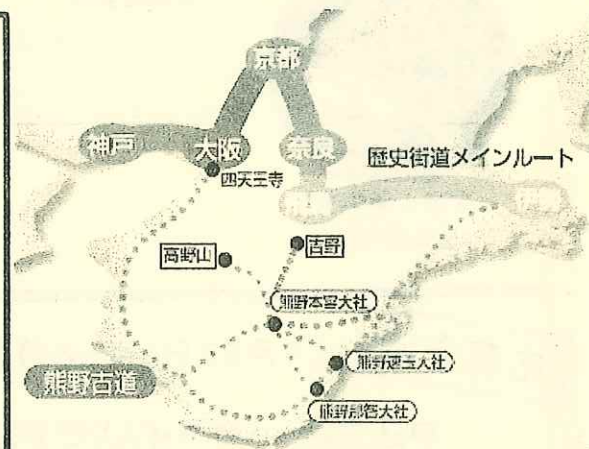 京都
神戸
大阪
奈良
歴史街道メインルート
四天王寺
高野山
吉野
熊野本宮大社
熊野速玉大社
熊野古道
熊野那智大社